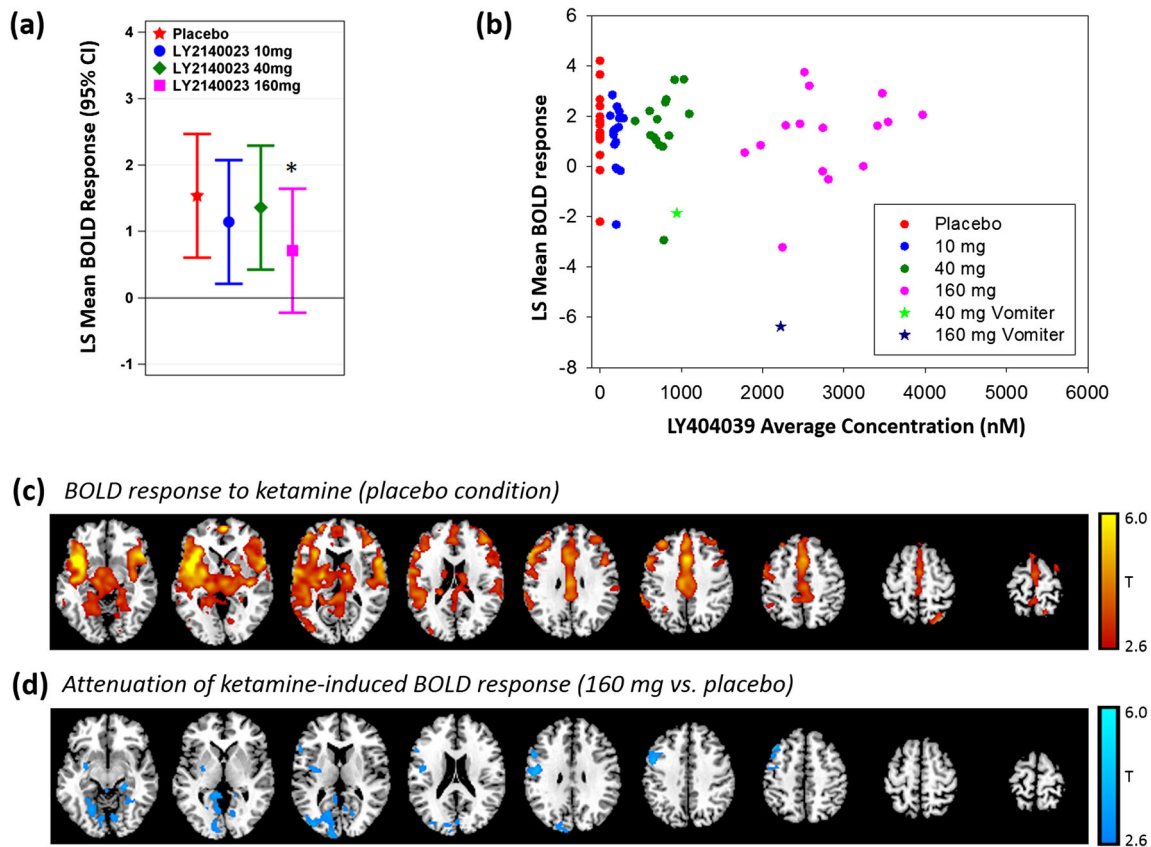 (a)
LS Mean BOLD Response (95% CI)
4
3
2
1
0
-1
Placebo
LY2140023 10mg
LY2140023 40mg
LY2140023 160mg
*
(b)
LS Mean BOLD response
6
4
2
0
-2
-4
-6
-8
Placebo
10 mg
40 mg
160 mg
40 mg Vomiter
160 mg Vomiter
0 1000 2000 3000 4000 5000 6000
LY404039 Average Concentration (nM)
(c) BOLD response to ketamine (placebo condition)
6.0
T
2.6
(d) Attenuation of ketamine-induced BOLD response (160 mg vs. placebo)
6.0
T
2.6